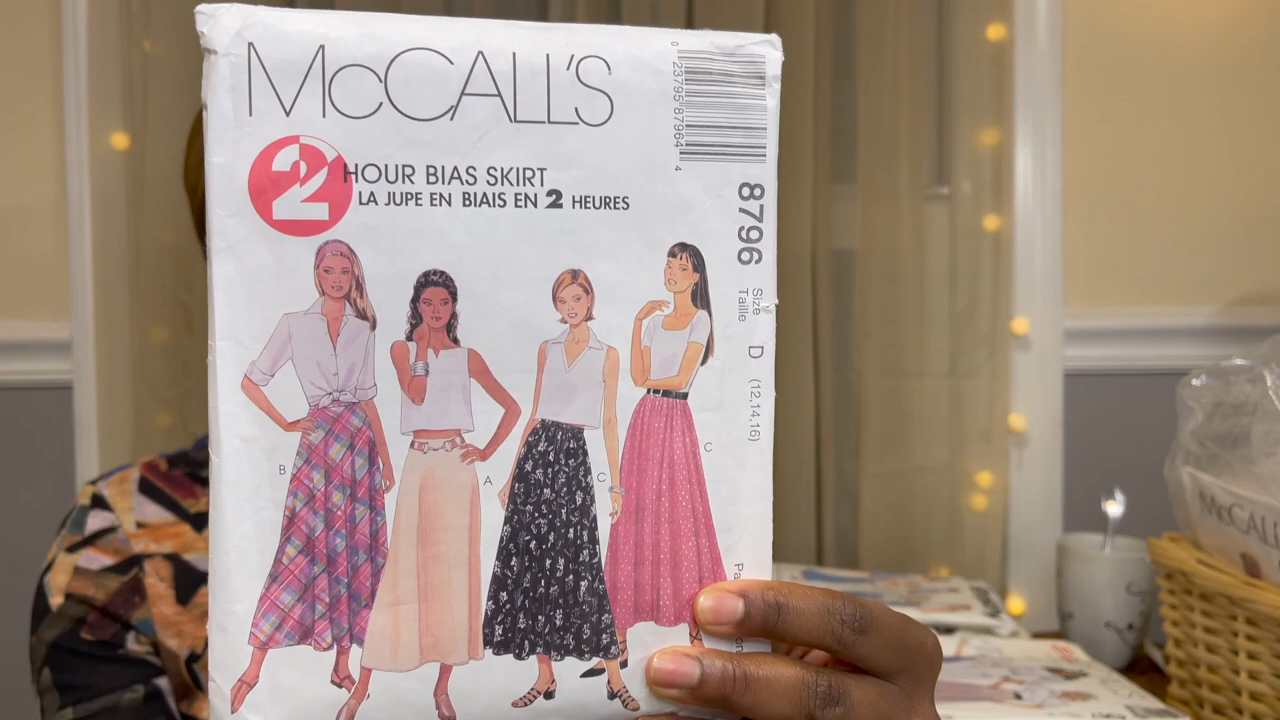 McCALL'S
2 HOUR BIAS SKIRT
LA JUPE EN BIAIS EN 2 HEURES
0 23795 87964 4
8796
Size D (12,14,16)
Taille
B
A
C
C
McCALL